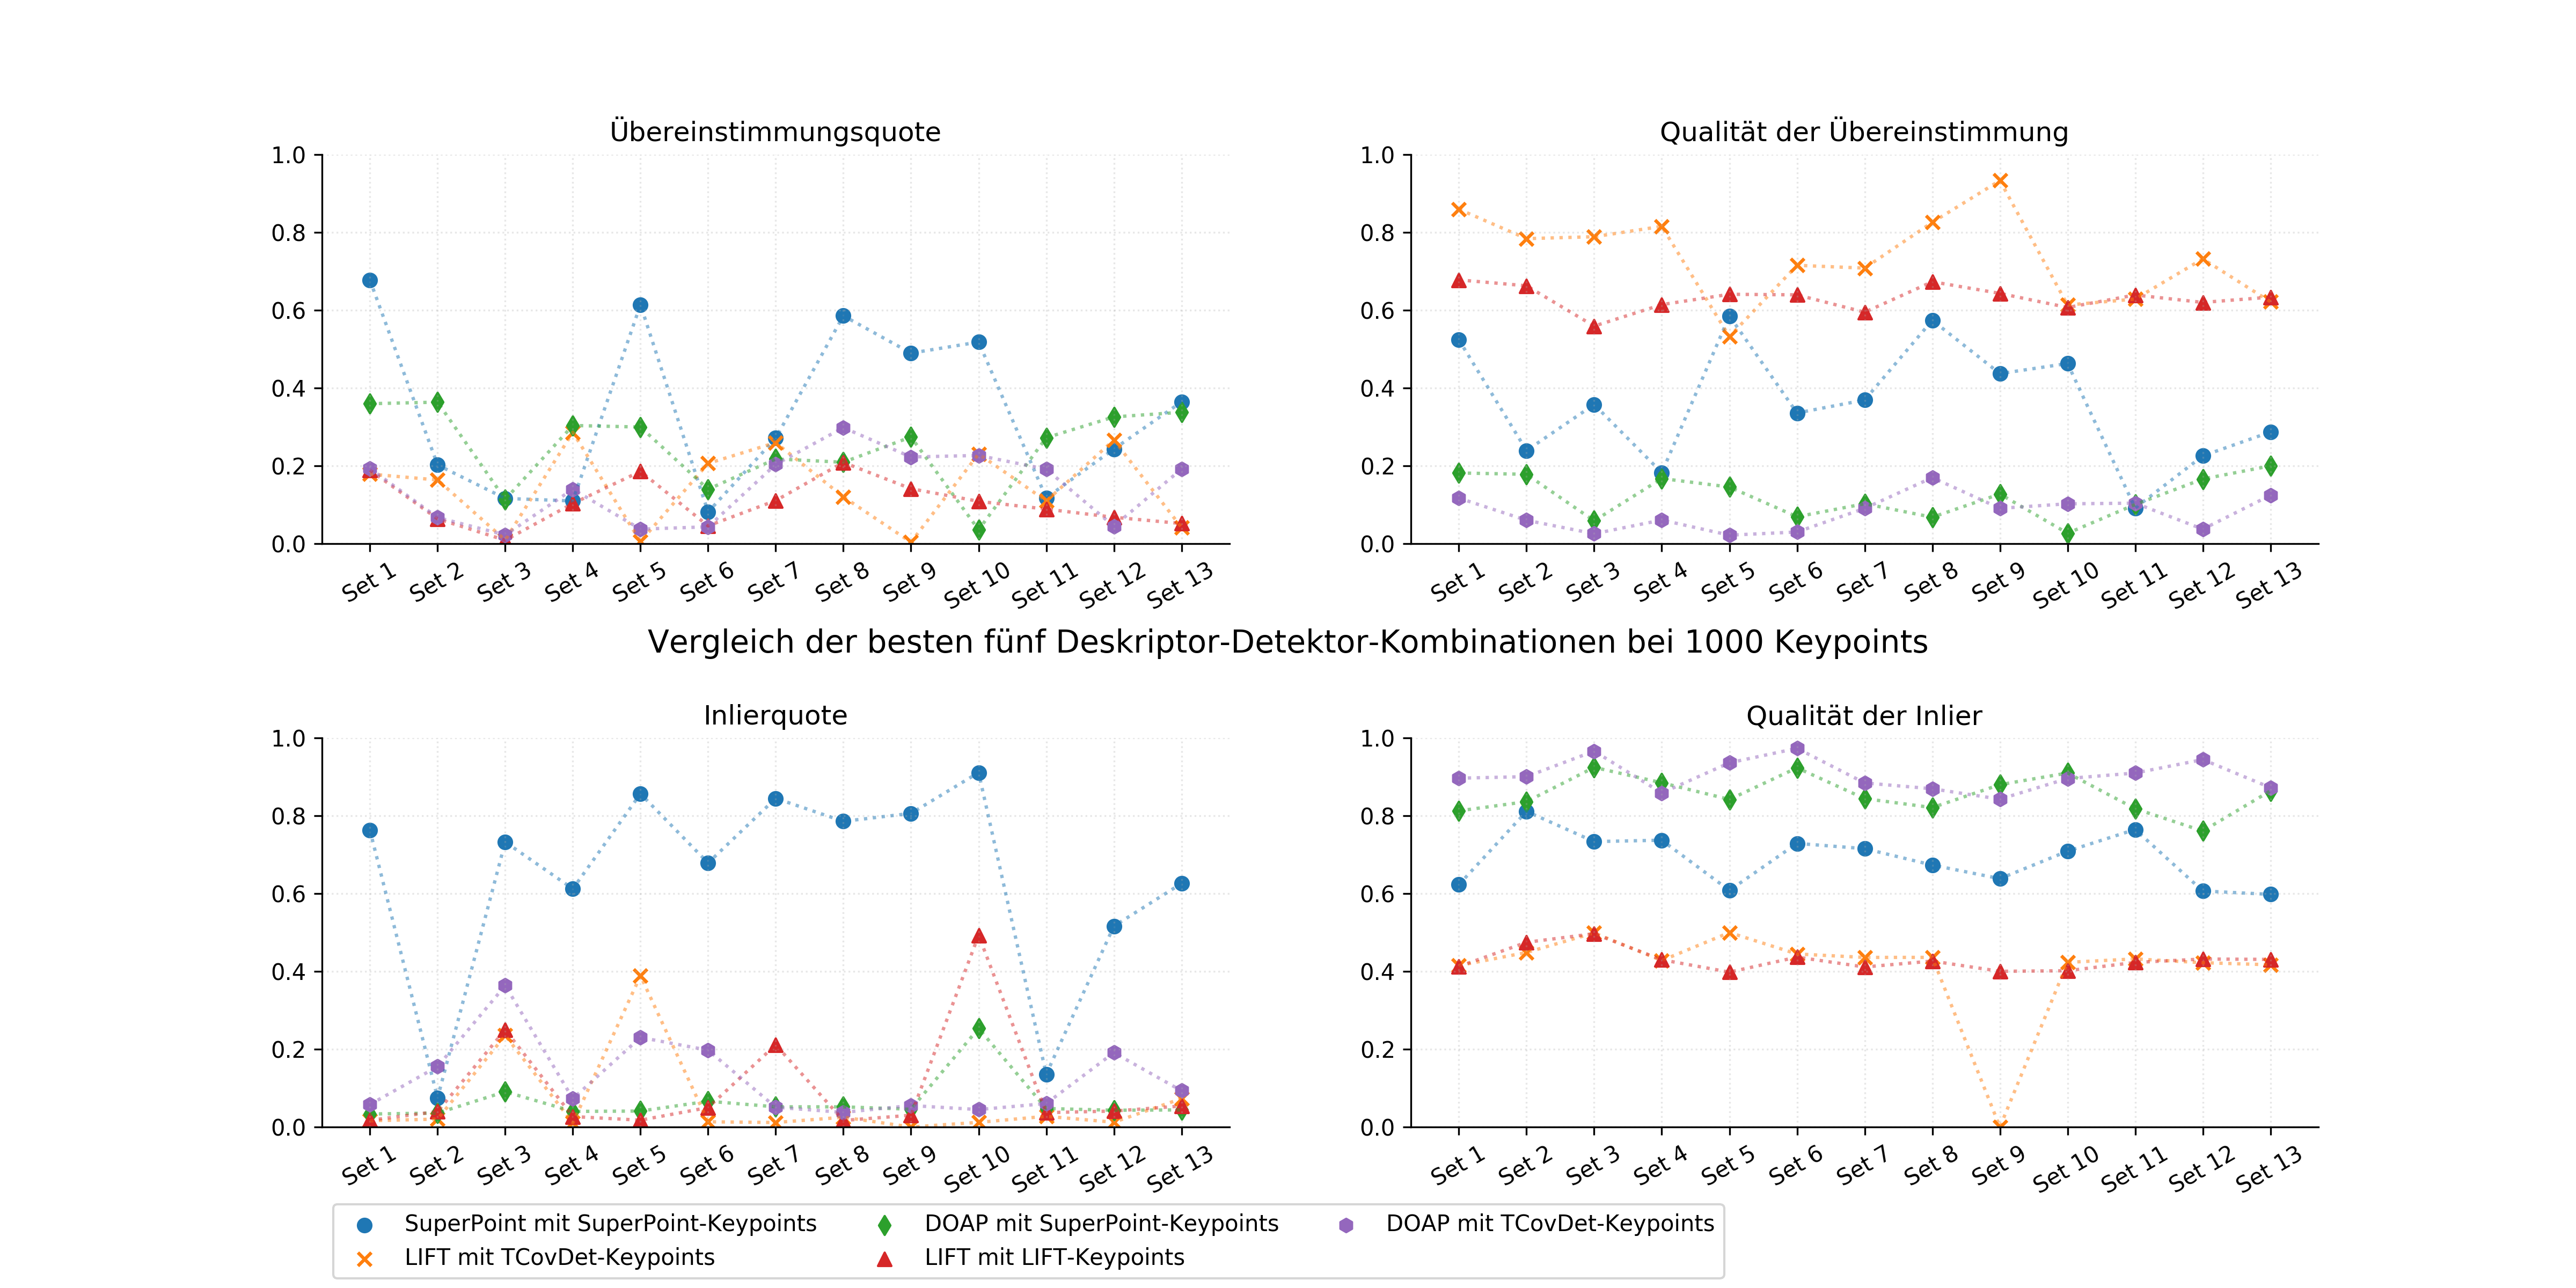 Übereinstimmungsquote
1.0
0.8
0.6
0.4
0.2
0.0
Set 1 Set 2 Set 3 Set 4 Set 5 Set 6 Set 7 Set 8 Set 9 Set 10 Set 11 Set 12 Set 13
Qualität der Übereinstimmung
1.0
0.8
0.6
0.4
0.2
0.0
Set 1 Set 2 Set 3 Set 4 Set 5 Set 6 Set 7 Set 8 Set 9 Set 10 Set 11 Set 12 Set 13
Vergleich der besten fünf Deskriptor-Detektor-Kombinationen bei 1000 Keypoints
Inlierquote
1.0
0.8
0.6
0.4
0.2
0.0
Set 1 Set 2 Set 3 Set 4 Set 5 Set 6 Set 7 Set 8 Set 9 Set 10 Set 11 Set 12 Set 13
Qualität der Inlier
1.0
0.8
0.6
0.4
0.2
0.0
Set 1 Set 2 Set 3 Set 4 Set 5 Set 6 Set 7 Set 8 Set 9 Set 10 Set 11 Set 12 Set 13
SuperPoint mit SuperPoint-Keypoints
LIFT mit TCovDet-Keypoints
DOAP mit SuperPoint-Keypoints
LIFT mit LIFT-Keypoints
DOAP mit TCovDet-Keypoints